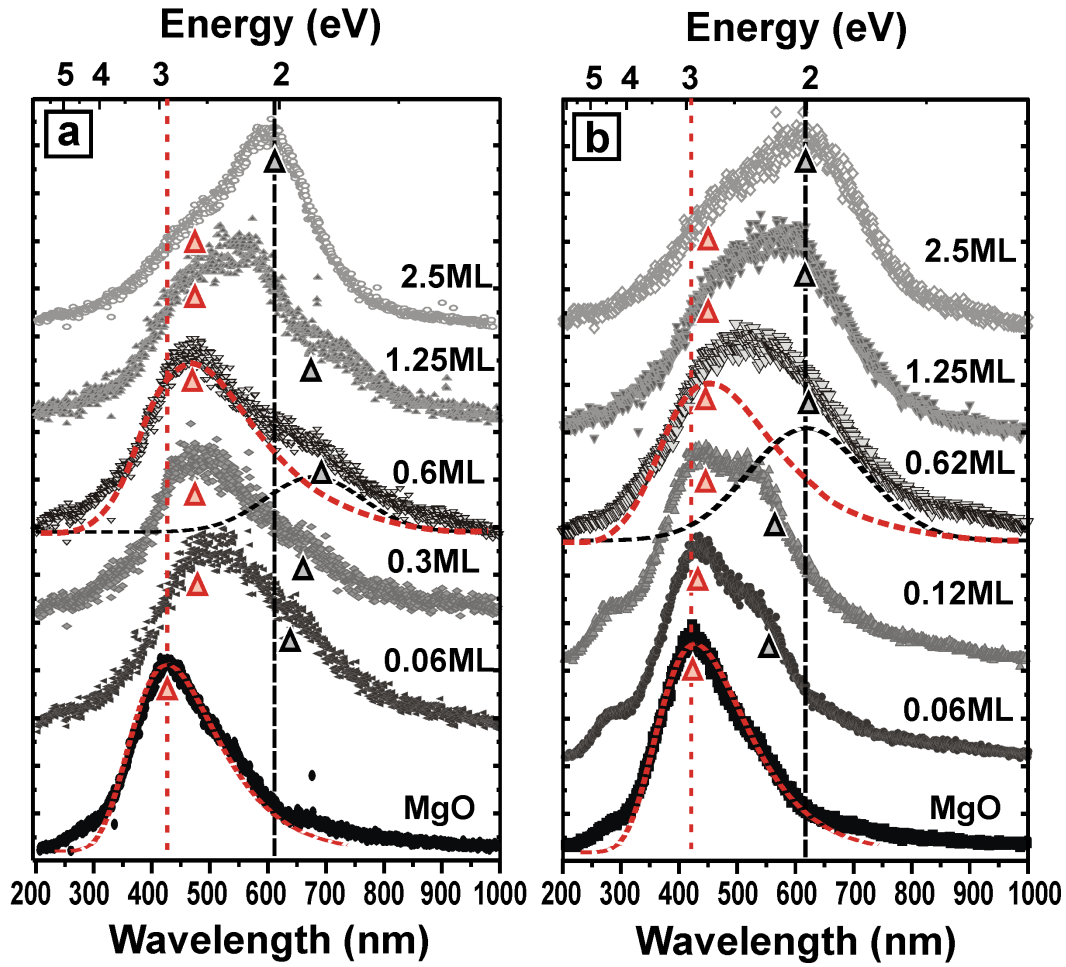 Energy (eV)
5 4 3 2
a
2.5ML
1.25ML
0.6ML
0.3ML
0.06ML
MgO
200 300 400 500 600 700 800 900 1000
Wavelength (nm)
Energy (eV)
5 4 3 2
b
2.5ML
1.25ML
0.62ML
0.12ML
0.06ML
MgO
200 300 400 500 600 700 800 900 1000
Wavelength (nm)